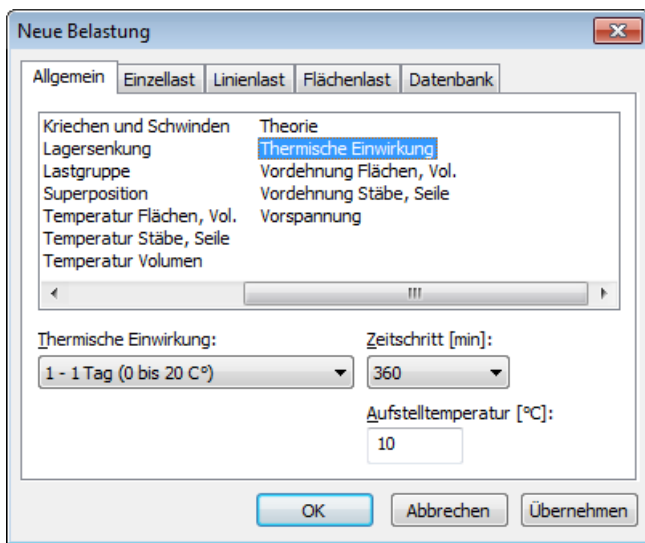 Neue Belastung
Allgemein Einzellast Linienlast Flächenlast Datenbank
Kriechen und Schwinden Theorie
Lagersenkung Thermische Einwirkung
Lastgruppe Vordehnung Flächen, Vol.
Superposition Vordehnung Stäbe, Seile
Temperatur Flächen, Vol. Vorspannung
Temperatur Stäbe, Seile
Temperatur Volumen
Thermische Einwirkung: Zeitschritt [min]:
1 - 1 Tag (0 bis 20 C°) 360
Aufstelltemperatur [°C]:
10
OK Abbrechen Übernehmen